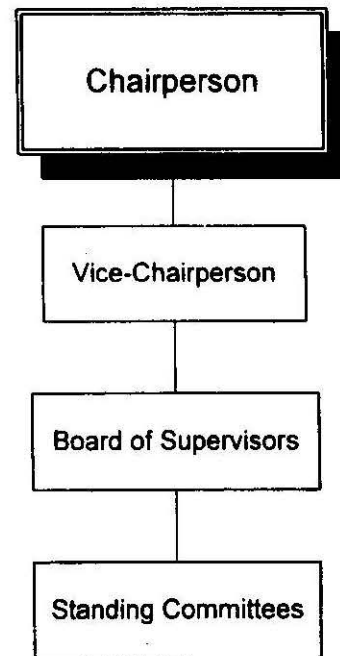 Chairperson
Vice-Chairperson
Board of Supervisors
Standing Committees